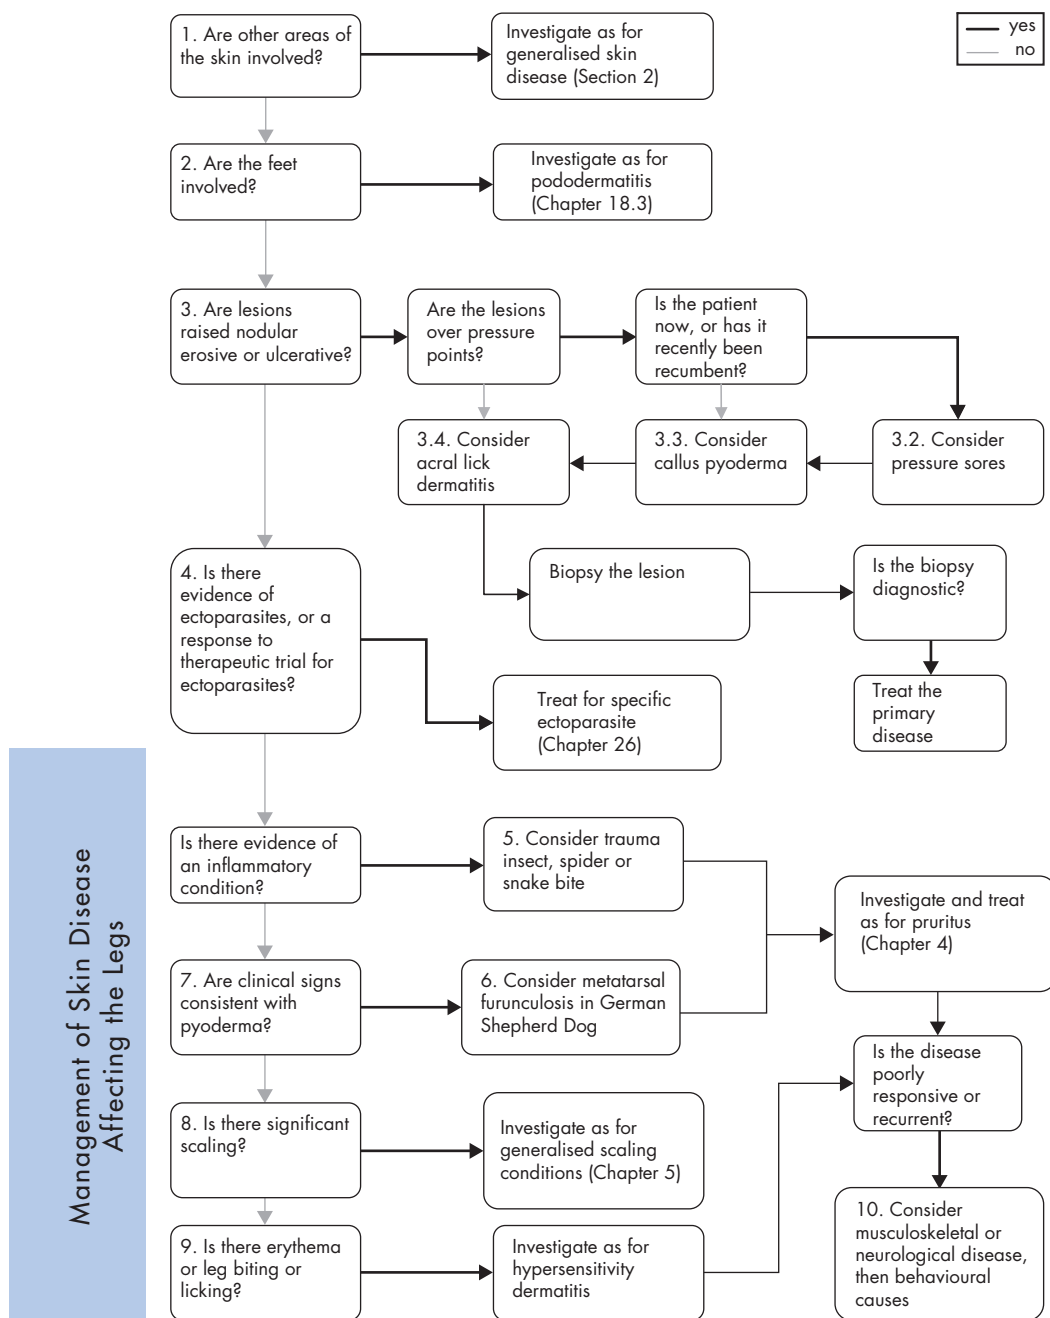 1. Are other areas of
the skin involved?
Investigate as for
generalised skin
disease (Section 2)
yes
no
2. Are the feet
involved?
Investigate as for
pododermatitis
(Chapter 18.3)
3. Are lesions
raised nodular
erosive or ulcerative?
Are the lesions
over pressure
points?
Is the patient
now, or has it
recently been
recumbent?
3.4. Consider
acral lick
dermatitis
3.3. Consider
callus pyoderma
3.2. Consider
pressure sores
4. Is there
evidence of
ectoparasites, or a
response to
therapeutic trial for
ectoparasites?
Biopsy the lesion
Is the biopsy
diagnostic?
Treat for specific
ectoparasite
(Chapter 26)
Treat the
primary
disease
Is there evidence of
an inflammatory
condition?
5. Consider trauma
insect, spider or
snake bite
Investigate and treat
as for pruritus
(Chapter 4)
7. Are clinical signs
consistent with
pyoderma?
6. Consider metatarsal
furunculosis in German
Shepherd Dog
Is the disease
poorly
responsive or
recurrent?
8. Is there significant
scaling?
Investigate as for
generalised scaling
conditions (Chapter 5)
9. Is there erythema
or leg biting or
licking?
Investigate as for
hypersensitivity
dermatitis
10. Consider
musculoskeletal or
neurological disease,
then behavioural
causes
Management of Skin Disease
Affecting the Legs